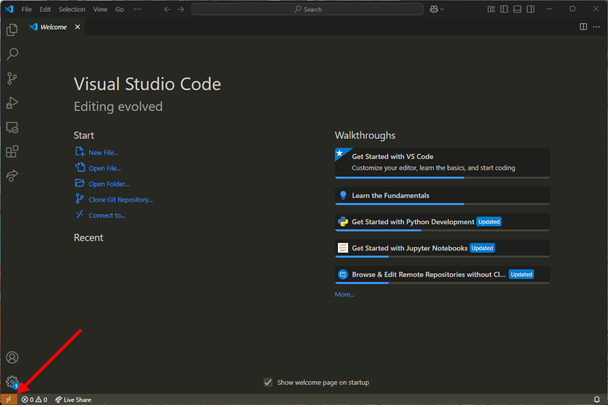 File Edit Selection View Go ··· Search
Welcome
Visual Studio Code
Editing evolved
Start
New File...
Open File...
Open Folder...
Clone Git Repository...
Connect to...
Recent
Walkthroughs
Get Started with VS Code
Customize your editor, learn the basics, and start coding
Learn the Fundamentals
Get Started with Python Development Updated
Get Started with Jupyter Notebooks Updated
Browse & Edit Remote Repositories without Cl... Updated
More...
Show welcome page on startup
1
0 0 Live Share